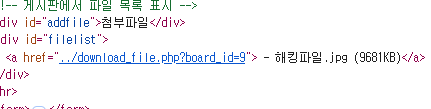 !-- 게시판에서 파일 목록 표시 -->
div id="addfile">첨부파일</div>
div id="filelist">
<a href="../download_file.php?board_id=9"> - 해킹파일.jpg (9681KB)</a>
/div>
hr>